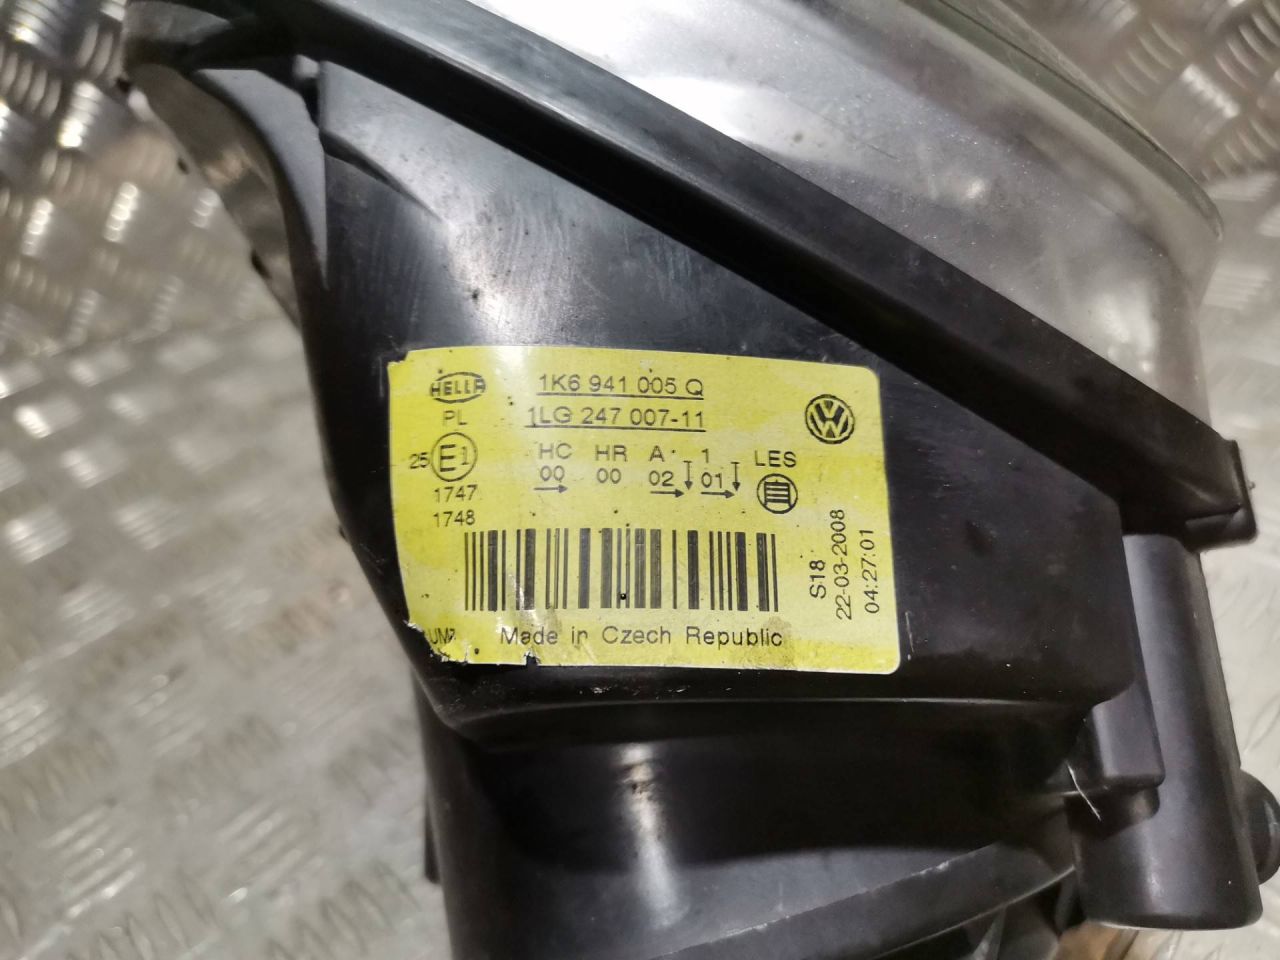 HELLA 1K6 941 005 Q
PL 1LG 247 007-11
HC HR A 1 LES
25 E1 00 00 02 01
1747
1748
S18
22-03-2008
04:27:01
Made in Czech Republic